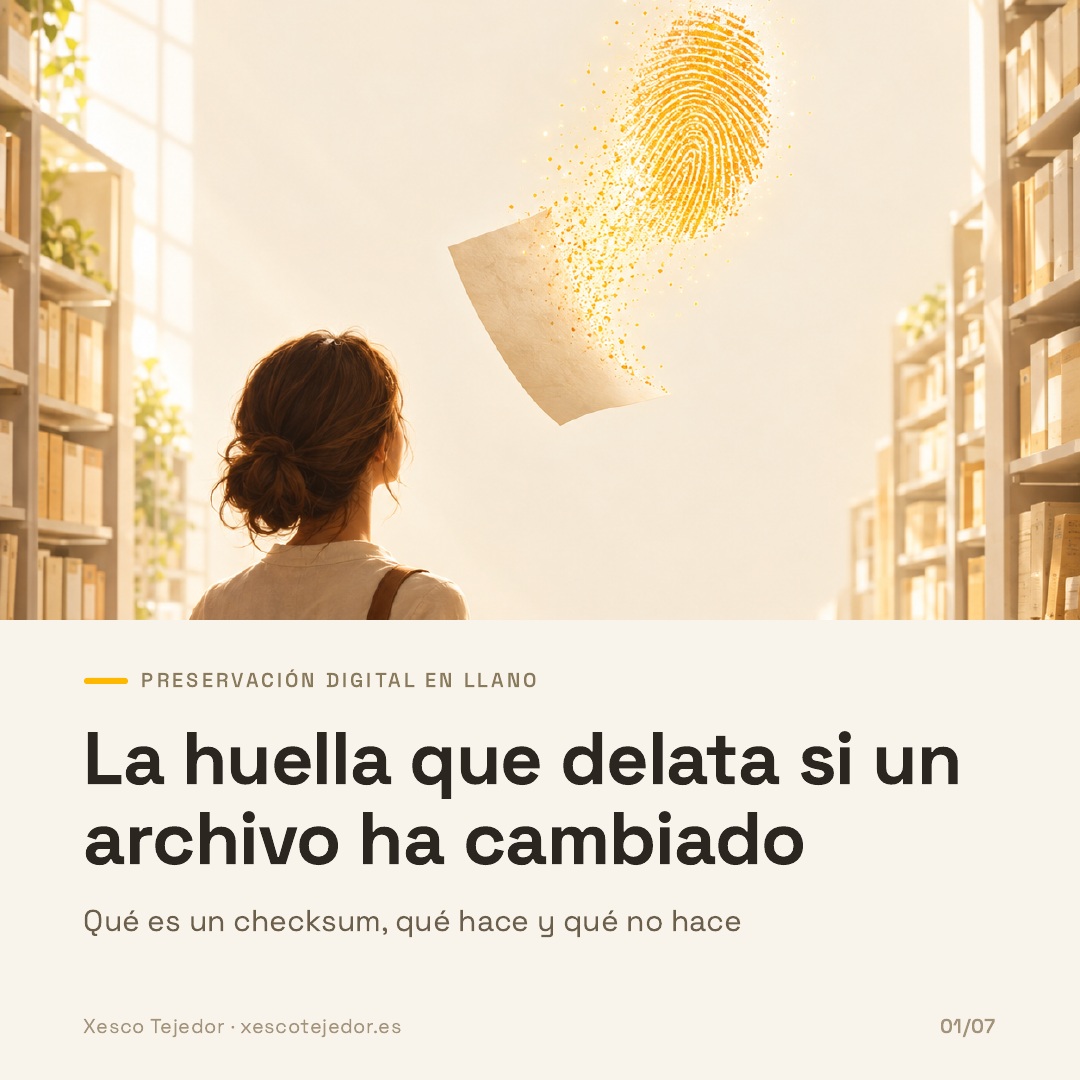 PRESERVACIÓN DIGITAL EN LLANO
La huella que delata si un
archivo ha cambiado
Qué es un checksum, qué hace y qué no hace
Xesco Tejedor · xescotejedor.es
01/07